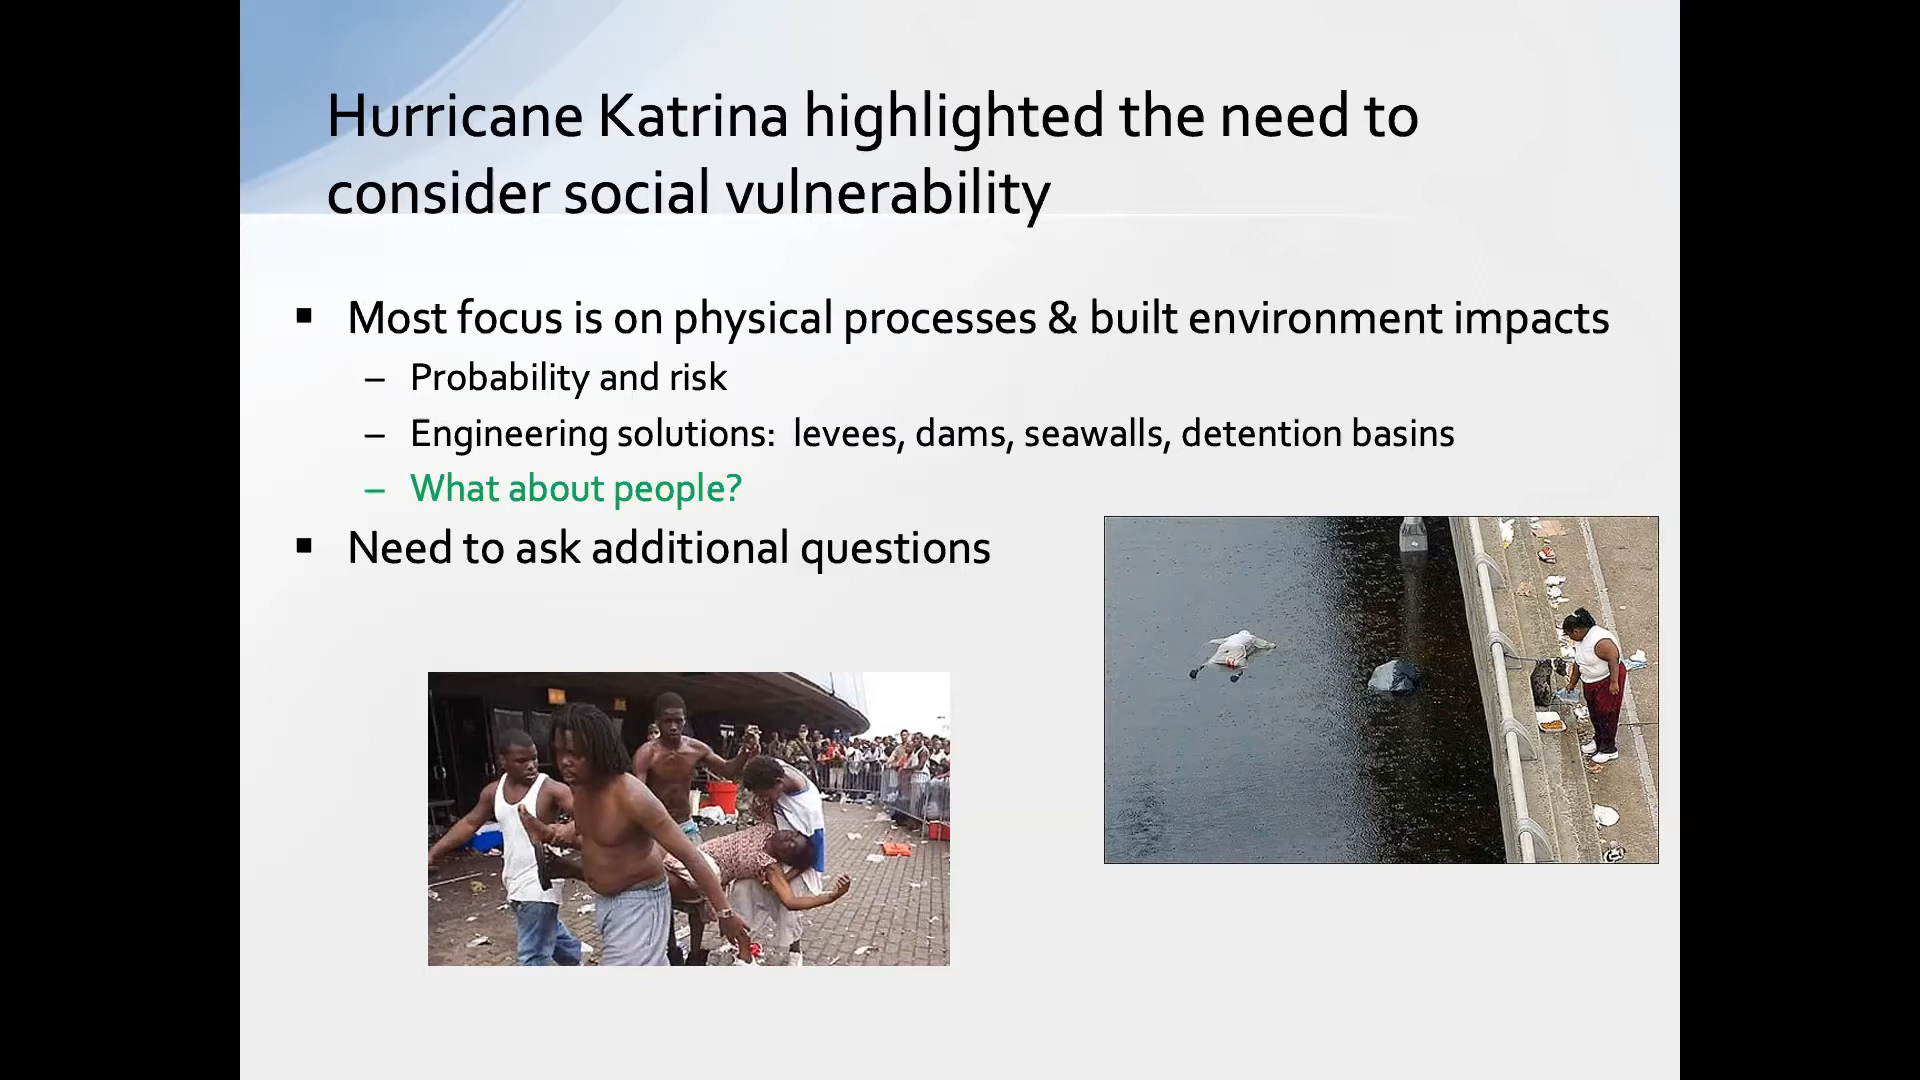 Hurricane Katrina highlighted the need to
consider social vulnerability
▪ Most focus is on physical processes & built environment impacts
– Probability and risk
– Engineering solutions:  levees, dams, seawalls, detention basins
– What about people?
▪ Need to ask additional questions